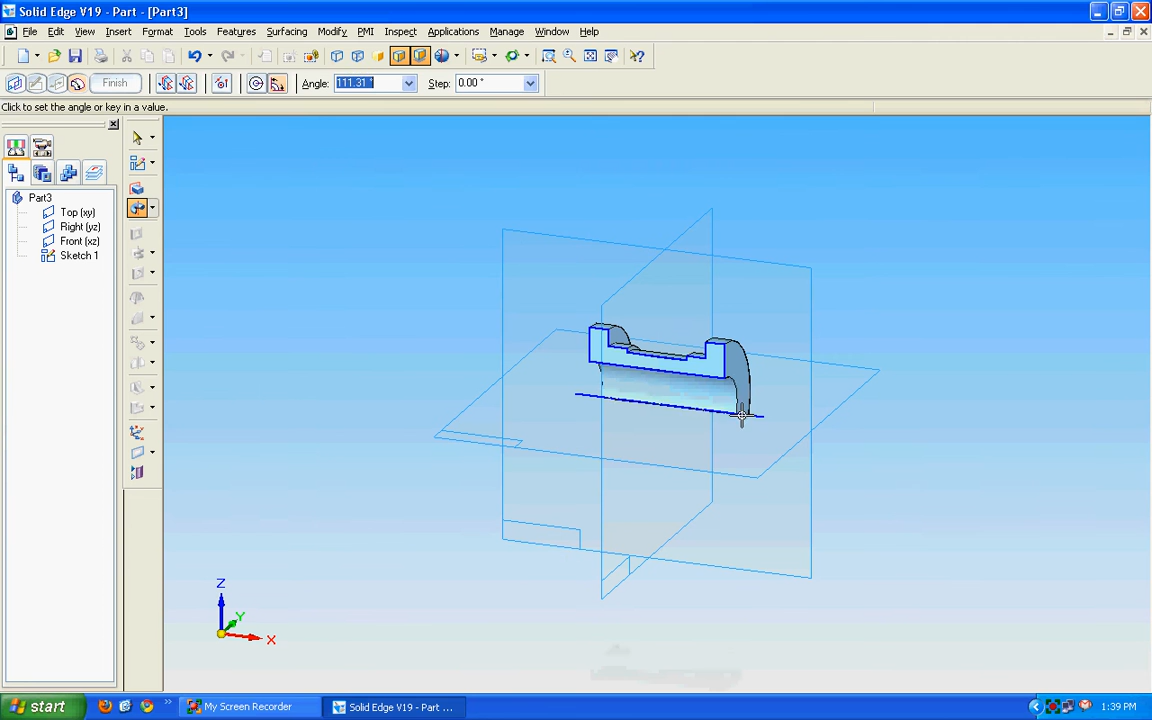 Solid Edge V19 - Part - [Part3]
File Edit View Insert Format Tools Features Surfacing Modify PMI Inspect Applications Manage Window Help
Finish Angle: 111.31 ° Step: 0.00 °
Click to set the angle or key in a value.
Part3
Top (xy)
Right (yz)
Front (xz)
Sketch 1
Z
Y
X
start My Screen Recorder Solid Edge V19 - Part ... 1:39 PM